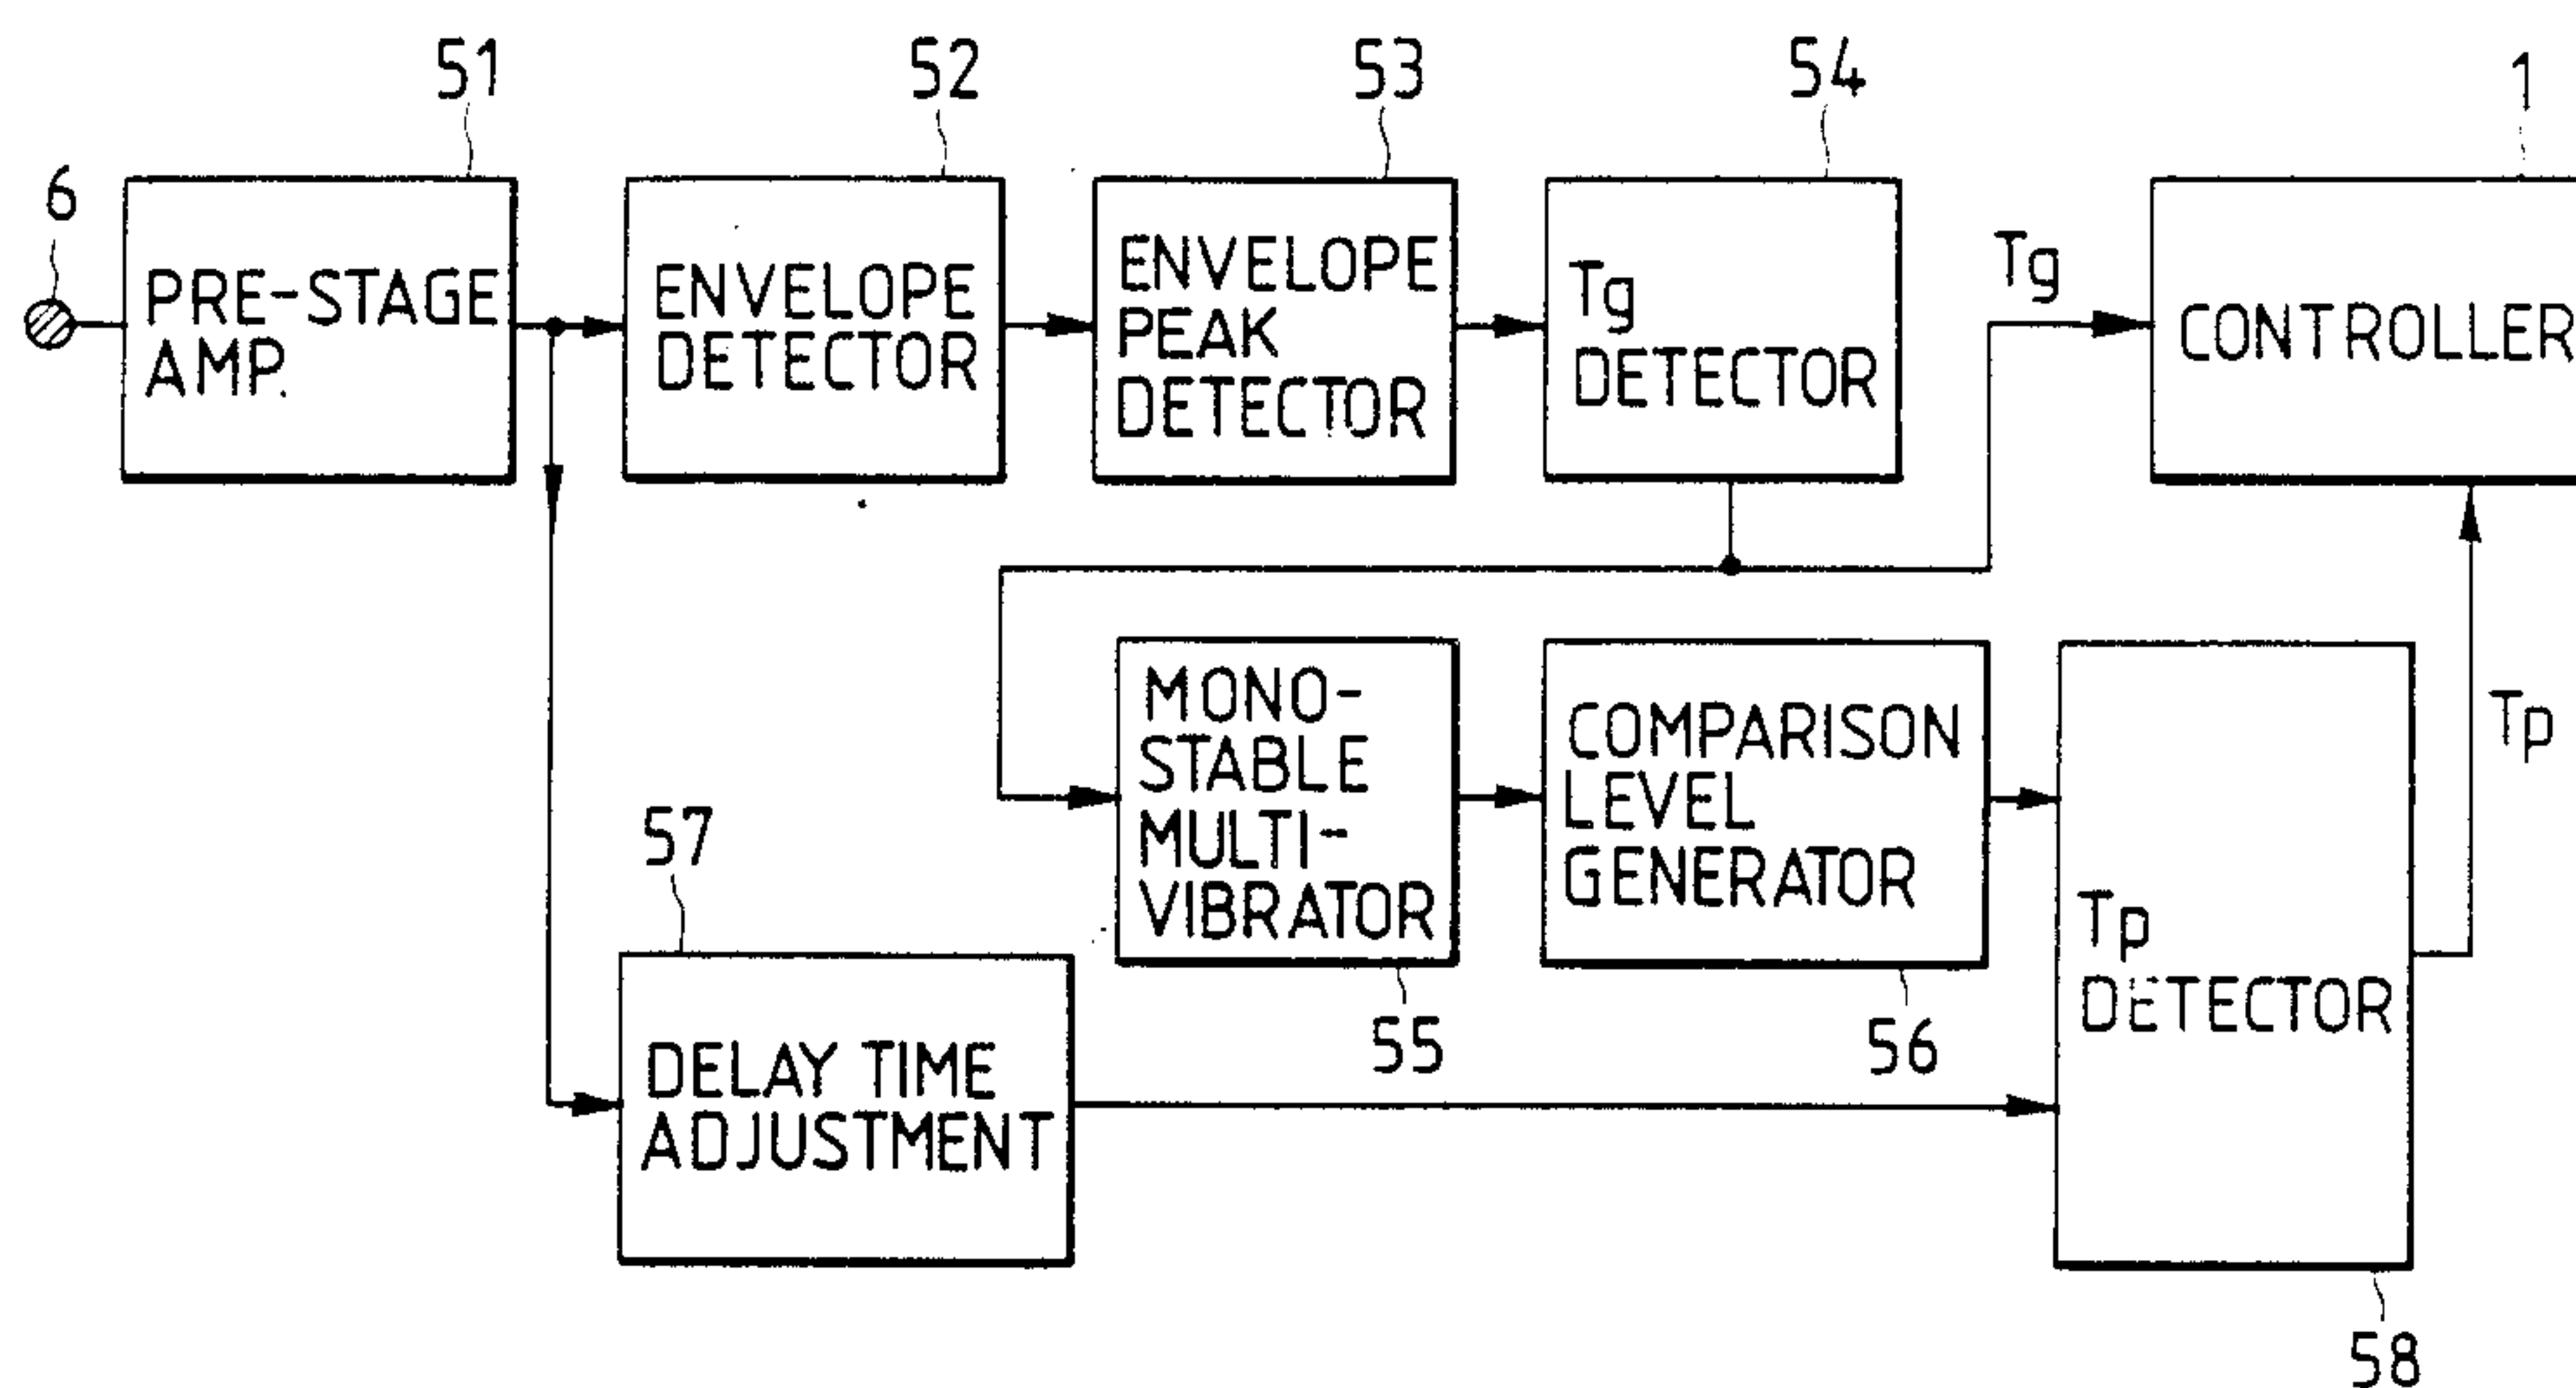 51
52
53
54
1
6
PRE-STAGE
AMP.
ENVELOPE
DETECTOR
ENVELOPE
PEAK
DETECTOR
Tg
DETECTOR
Tg
CONTROLLER
MONO-
STABLE
MULTI-
VIBRATOR
55
COMPARISON
LEVEL
GENERATOR
56
Tp
DETECTOR
58
Tp
57
DELAY TIME
ADJUSTMENT